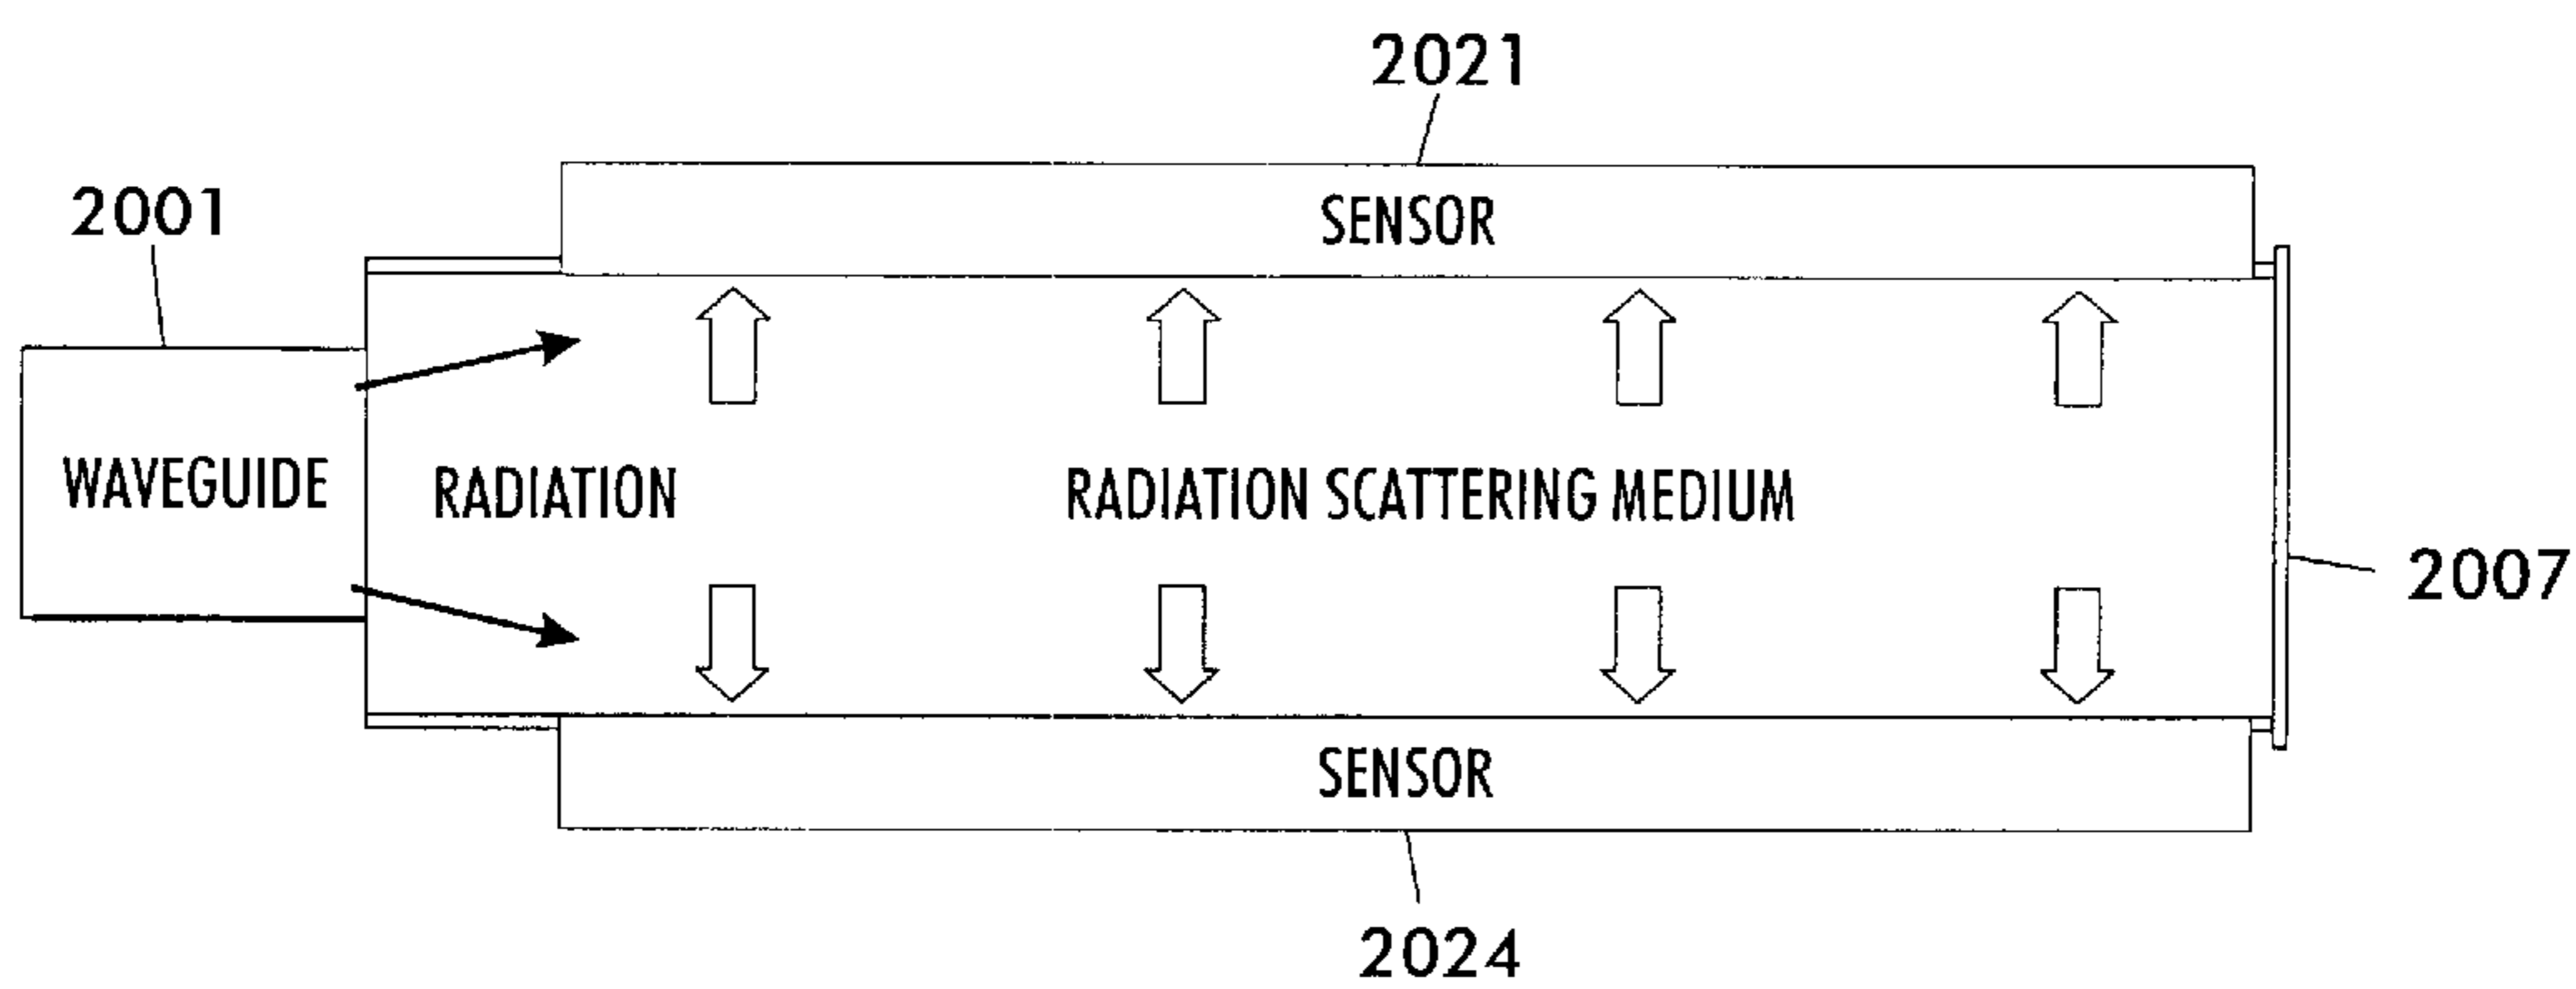 2021
SENSOR
2001
WAVEGUIDE
RADIATION
RADIATION SCATTERING MEDIUM
2007
SENSOR
2024